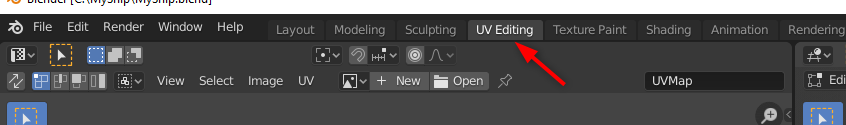 Blender [C:\MyShip\MyShip.blend]
File Edit Render Window Help Layout Modeling Sculpting UV Editing Texture Paint Shading Animation Rendering
View Select Image UV New Open UVMap Edi